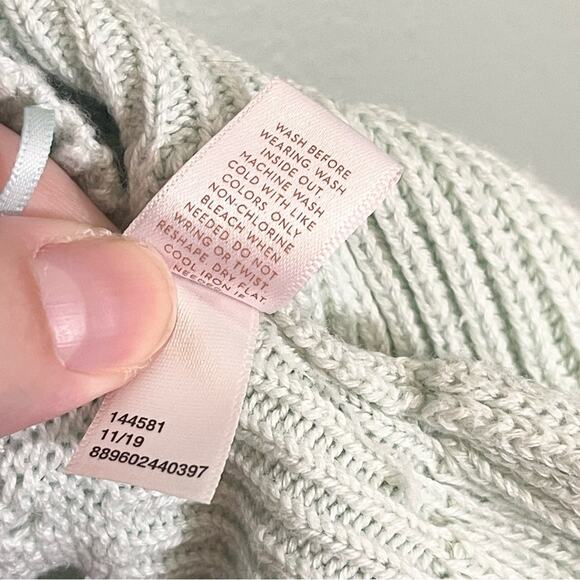 WASH BEFORE
WEARING WASH
INSIDE OUT.
MACHINE WASH
COLD WITH LIKE
COLORS ONLY
NON-CHLORINE
BLEACH WHEN
NEEDED. DO NOT
WRING OR TWIST.
RESHAPE. DRY FLAT.
COOL IRON IF
NEEDED
144581
11/19
889602440397